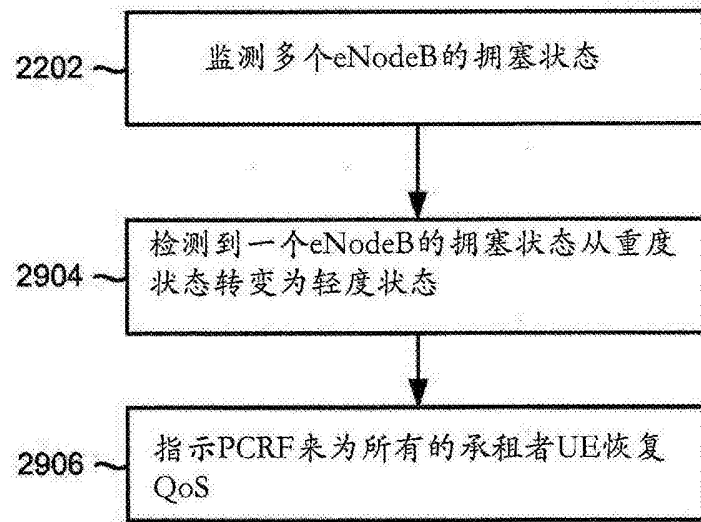 2202
监测多个eNodeB的拥塞状态
2904
检测到一个eNodeB的拥塞状态从重度
状态转变为轻度状态
2906
指示PCRF来为所有的承租者UE恢复
QoS